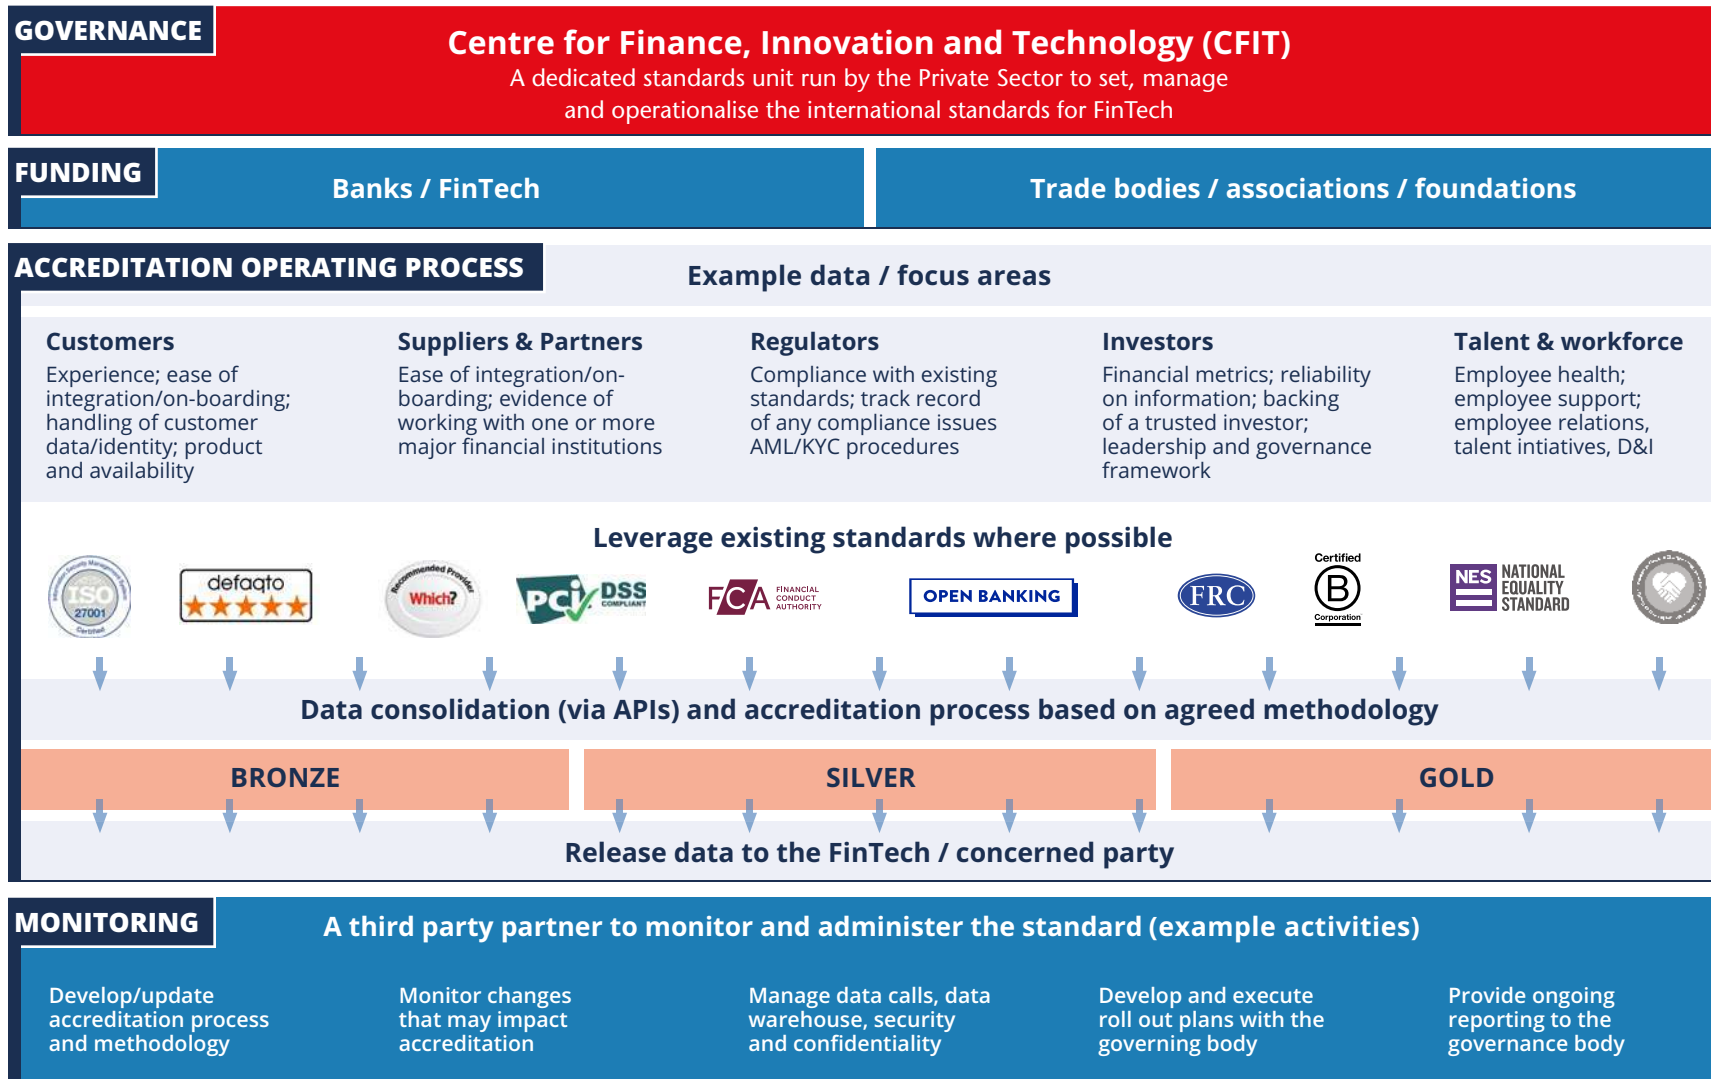 GOVERNANCE
Centre for Finance, Innovation and Technology (CFIT)
A dedicated standards unit run by the Private Sector to set, manage
and operationalise the international standards for FinTech
FUNDING
Banks / FinTech
Trade bodies / associations / foundations
ACCREDITATION OPERATING PROCESS
Example data / focus areas
Customers
Experience; ease of
integration/on-boarding;
handling of customer
data/identity; product
and availability
Suppliers & Partners
Ease of integration/on-
boarding; evidence of
working with one or more
major financial institutions
Regulators
Compliance with existing
standards; track record
of any compliance issues
AML/KYC procedures
Investors
Financial metrics; reliability
on information; backing
of a trusted investor;
leadership and governance
framework
Talent & workforce
Employee health;
employee support;
employee relations,
talent intiatives, D&I
Leverage existing standards where possible
Information Security Management System
ISO
27001
Certified
defaqto
Recommended Provider
Which?
PCI DSS
COMPLIANT
FCA
FINANCIAL
CONDUCT
AUTHORITY
OPEN BANKING
FRC
Certified
B
Corporation
NES
NATIONAL
EQUALITY
STANDARD
Data consolidation (via APIs) and accreditation process based on agreed methodology
BRONZE
SILVER
GOLD
Release data to the FinTech / concerned party
MONITORING
A third party partner to monitor and administer the standard (example activities)
Develop/update
accreditation process
and methodology
Monitor changes
that may impact
accreditation
Manage data calls, data
warehouse, security
and confidentiality
Develop and execute
roll out plans with the
governing body
Provide ongoing
reporting to the
governance body